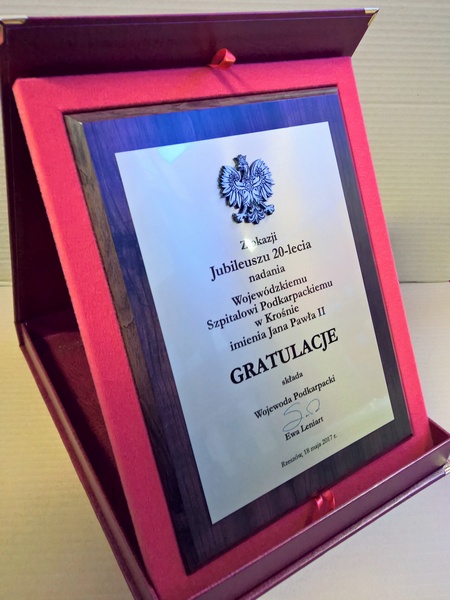 Z okazji
Jubileuszu 20-lecia
nadania
Wojewódzkiemu
Szpitalowi Podkarpackiemu
w Krośnie
imienia Jana Pawła II
GRATULACJE
składa
Wojewoda Podkarpacki
Ewa Leniart
Rzeszów, 18 maja 2017 r.